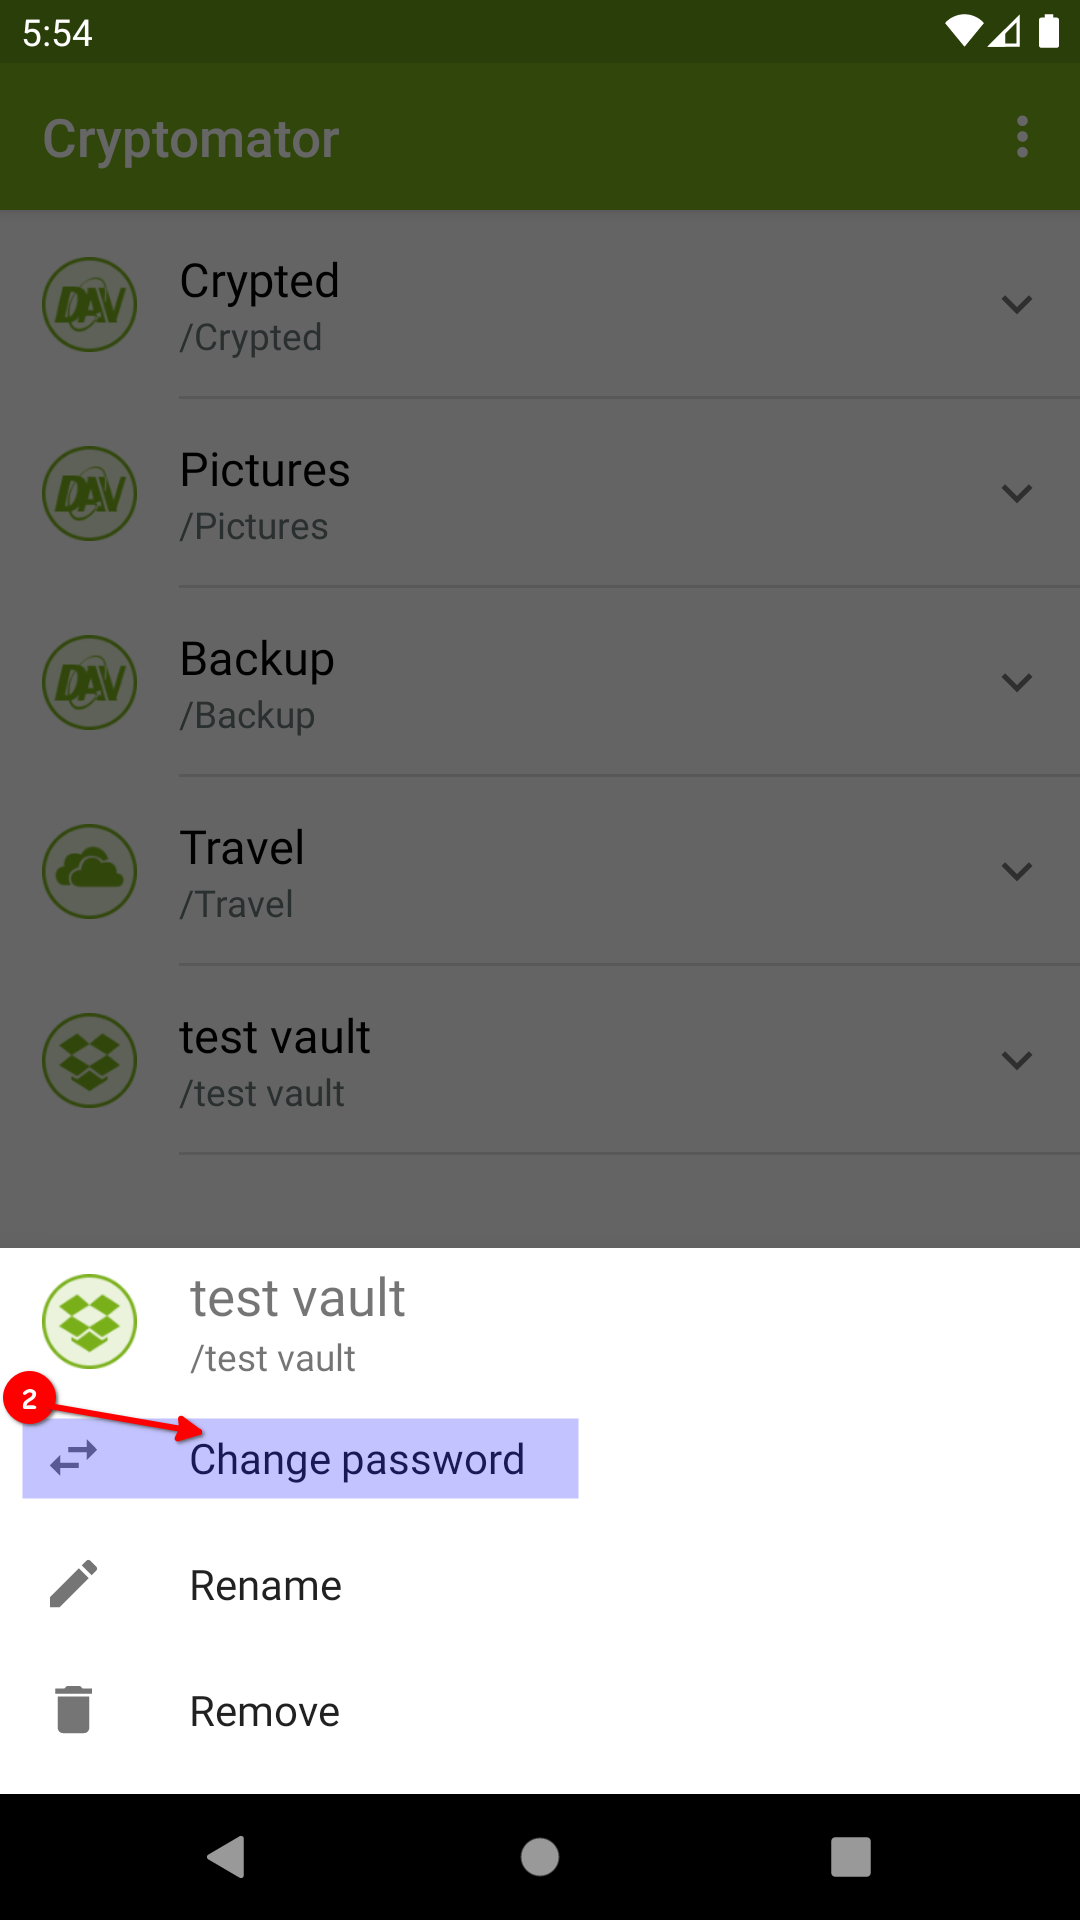 5:54
Cryptomator
DAV
Crypted
/Crypted
DAV
Pictures
/Pictures
DAV
Backup
/Backup
Travel
/Travel
test vault
/test vault
test vault
/test vault
2
Change password
Rename
Remove